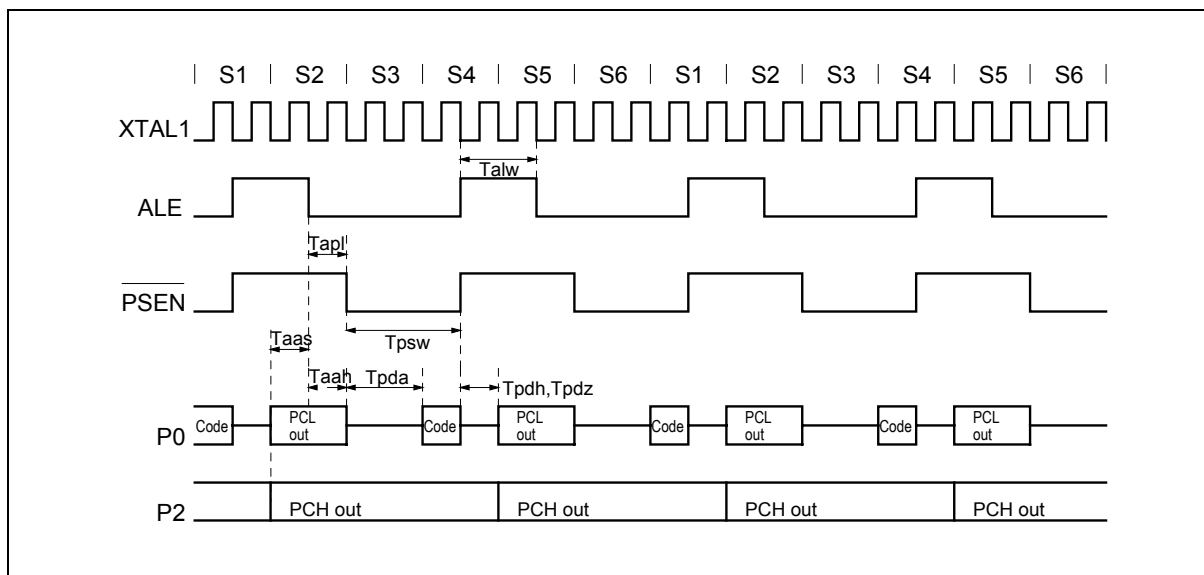 S1 S2 S3 S4 S5 S6 S1 S2 S3 S4 S5 S6
XTAL1
Talw
ALE
Tapl
PSEN
Taas
Tpsw
Taah
Tpda
Tpdh,Tpdz
P0
Code
PCL
out
Code
PCL
out
Code
PCL
out
Code
PCL
out
P2
PCH out
PCH out
PCH out
PCH out